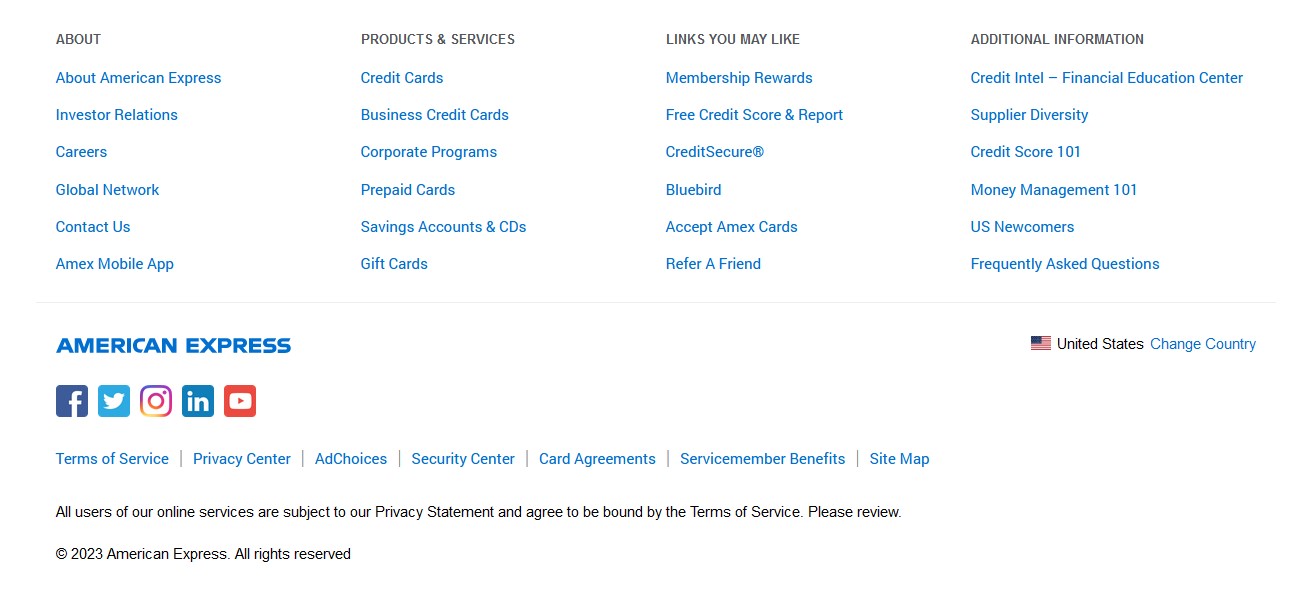 ABOUT
About American Express
Investor Relations
Careers
Global Network
Contact Us
Amex Mobile App
PRODUCTS & SERVICES
Credit Cards
Business Credit Cards
Corporate Programs
Prepaid Cards
Savings Accounts & CDs
Gift Cards
LINKS YOU MAY LIKE
Membership Rewards
Free Credit Score & Report
CreditSecure®
Bluebird
Accept Amex Cards
Refer A Friend
ADDITIONAL INFORMATION
Credit Intel – Financial Education Center
Supplier Diversity
Credit Score 101
Money Management 101
US Newcomers
Frequently Asked Questions
AMERICAN EXPRESS
United States Change Country
Terms of Service | Privacy Center | AdChoices | Security Center | Card Agreements | Servicemember Benefits | Site Map
All users of our online services are subject to our Privacy Statement and agree to be bound by the Terms of Service. Please review.
© 2023 American Express. All rights reserved